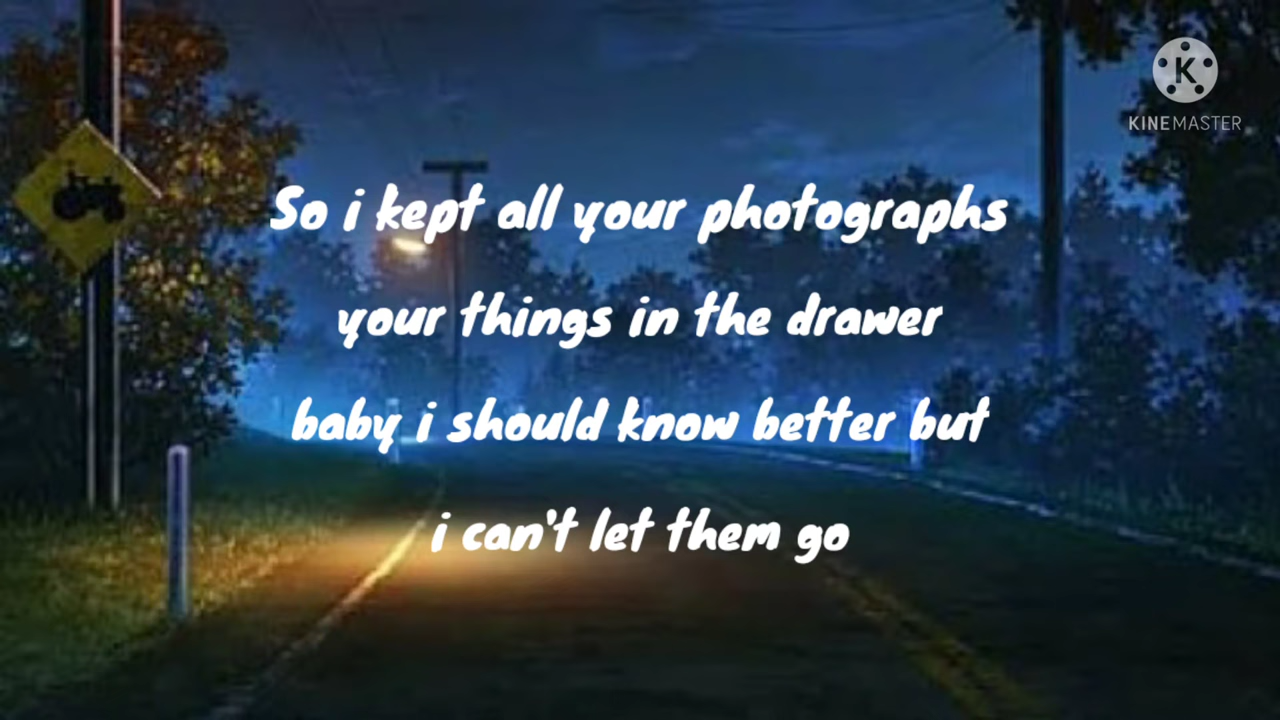 KINEMASTER
So i kept all your photographs
your things in the drawer
baby i should know better but
i can't let them go